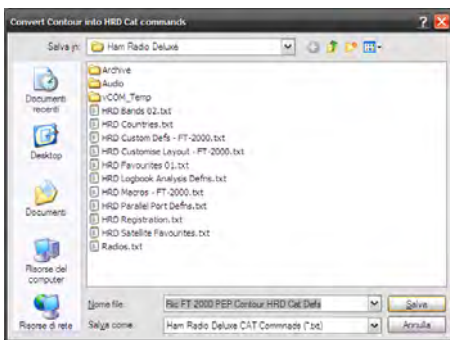 Convert Contour into HRD Cat commands
Salva in:
Ham Radio Deluxe
Documenti recenti
Desktop
Documenti
Risorse del computer
Risorse di rete
Archive
Audio
vCOM_Temp
HRD Bands 02.txt
HRD Countries.txt
HRD Custom Defs - FT-2000.txt
HRD Customise Layout - FT-2000.txt
HRD Favourites 01.txt
HRD Logbook Analysis Defns.txt
HRD Macros - FT-2000.txt
HRD Parallel Port Defns.txt
HRD Registration.txt
HRD Satellite Favourites.txt
Radios.txt
Nome file:
Ric FT 2000 PEP Contour HRD Cat Defs
Salva
Salva come:
Ham Radio Deluxe CAT Commnads (*.txt)
Annulla